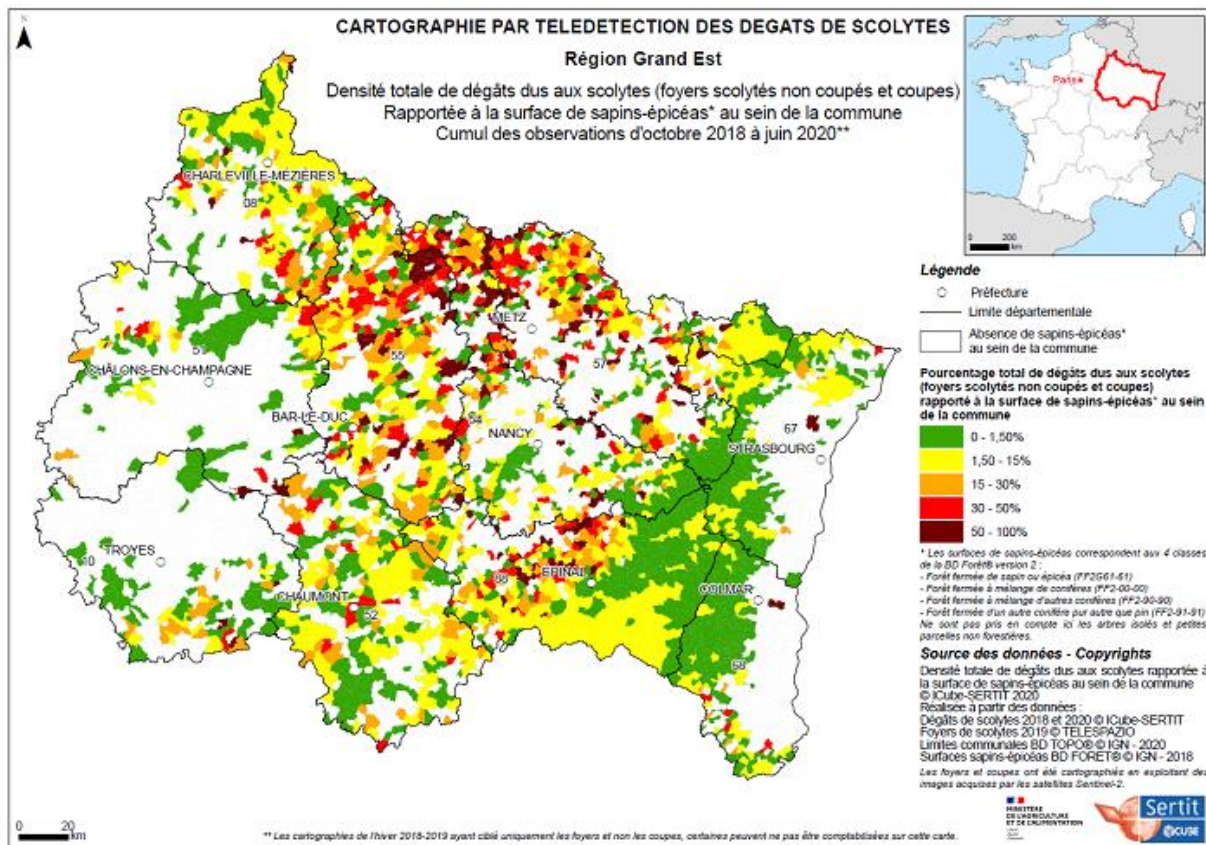 N
CARTOGRAPHIE PAR TELEDETECTION DES DEGATS DE SCOLYTES
Région Grand Est
Densité totale de dégâts dus aux scolytes (foyers scolytés non coupés et coupes)
Rapportée à la surface de sapins-épicéas* au sein de la commune
Cumul des observations d'octobre 2018 à juin 2020**
Paris
0 200
km
CHARLEVILLE-MÉZIÈRES
08
METZ
55
57
51
CHÂLONS-EN-CHAMPAGNE
BAR-LE-DUC
54
NANCY
67
STRASBOURG
TROYES
10
CHAUMONT
52
88
EPINAL
COLMAR
68
Légende
Préfecture
Limite départementale
Absence de sapins-épicéas*
au sein de la commune
Pourcentage total de dégâts dus aux scolytes
(foyers scolytés non coupés et coupes)
rapporté à la surface de sapins-épicéas* au sein
de la commune
0 - 1,50%
1,50 - 15%
15 - 30%
30 - 50%
50 - 100%
* Les surfaces de sapins-épicéas correspondent aux 4 classes
de la BD Forêt® version 2 :
- Forêt fermée de sapin ou épicéa (FF2G61-61)
- Forêt fermée à mélange de conifères (FF2-00-00)
- Forêt fermée à mélange d'autres conifères (FF2-90-90)
- Forêt fermée d'un autre conifère pur autre que pin (FF2-91-91)
Ne sont pas pris en compte ici les arbres isolés et petites
parcelles non forestières.
Source des données - Copyrights
Densité totale de dégâts dus aux scolytes rapportée à
la surface de sapins-épicéas au sein de la commune
© ICube-SERTIT 2020
Réalisée à partir des données :
Dégâts de scolytes 2018 et 2020 © ICube-SERTIT
Foyers de scolytes 2019 © TELESPAZIO
Limites communales BD TOPO® © IGN - 2020
Surfaces sapins-épicéas BD FORET® © IGN - 2018
Les foyers et coupes ont été cartographiés en exploitant des
images acquises par les satellites Sentinel-2.
MINISTÈRE
DE L'AGRICULTURE
ET DE L'ALIMENTATION
Sertit
ICUBE
0 20
km
** Les cartographies de l'hiver 2018-2019 ayant ciblé uniquement les foyers et non les coupes, certaines peuvent ne pas être comptabilisées sur cette carte.